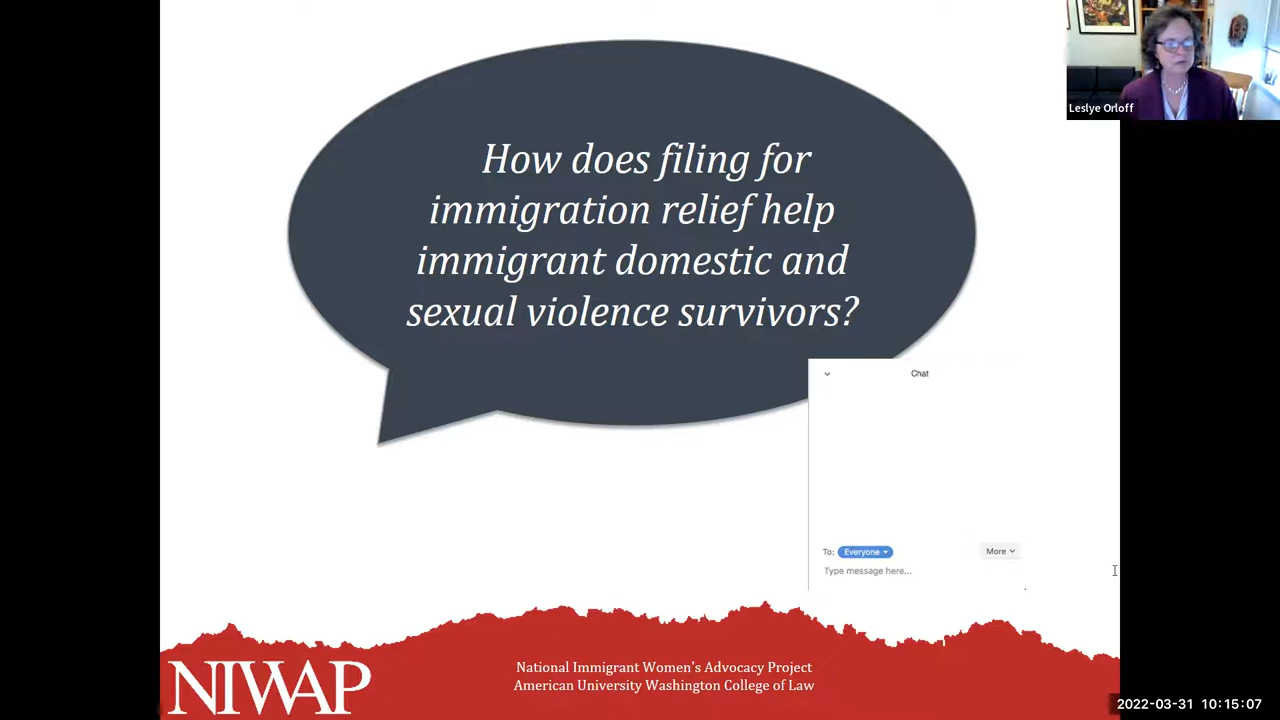 Leslye Orloff
How does filing for
immigration relief help
immigrant domestic and
sexual violence survivors?
Chat
To: Everyone
More
Type message here...
NIWAP
National Immigrant Women's Advocacy Project
American University Washington College of Law
2022-03-31 10:15:07